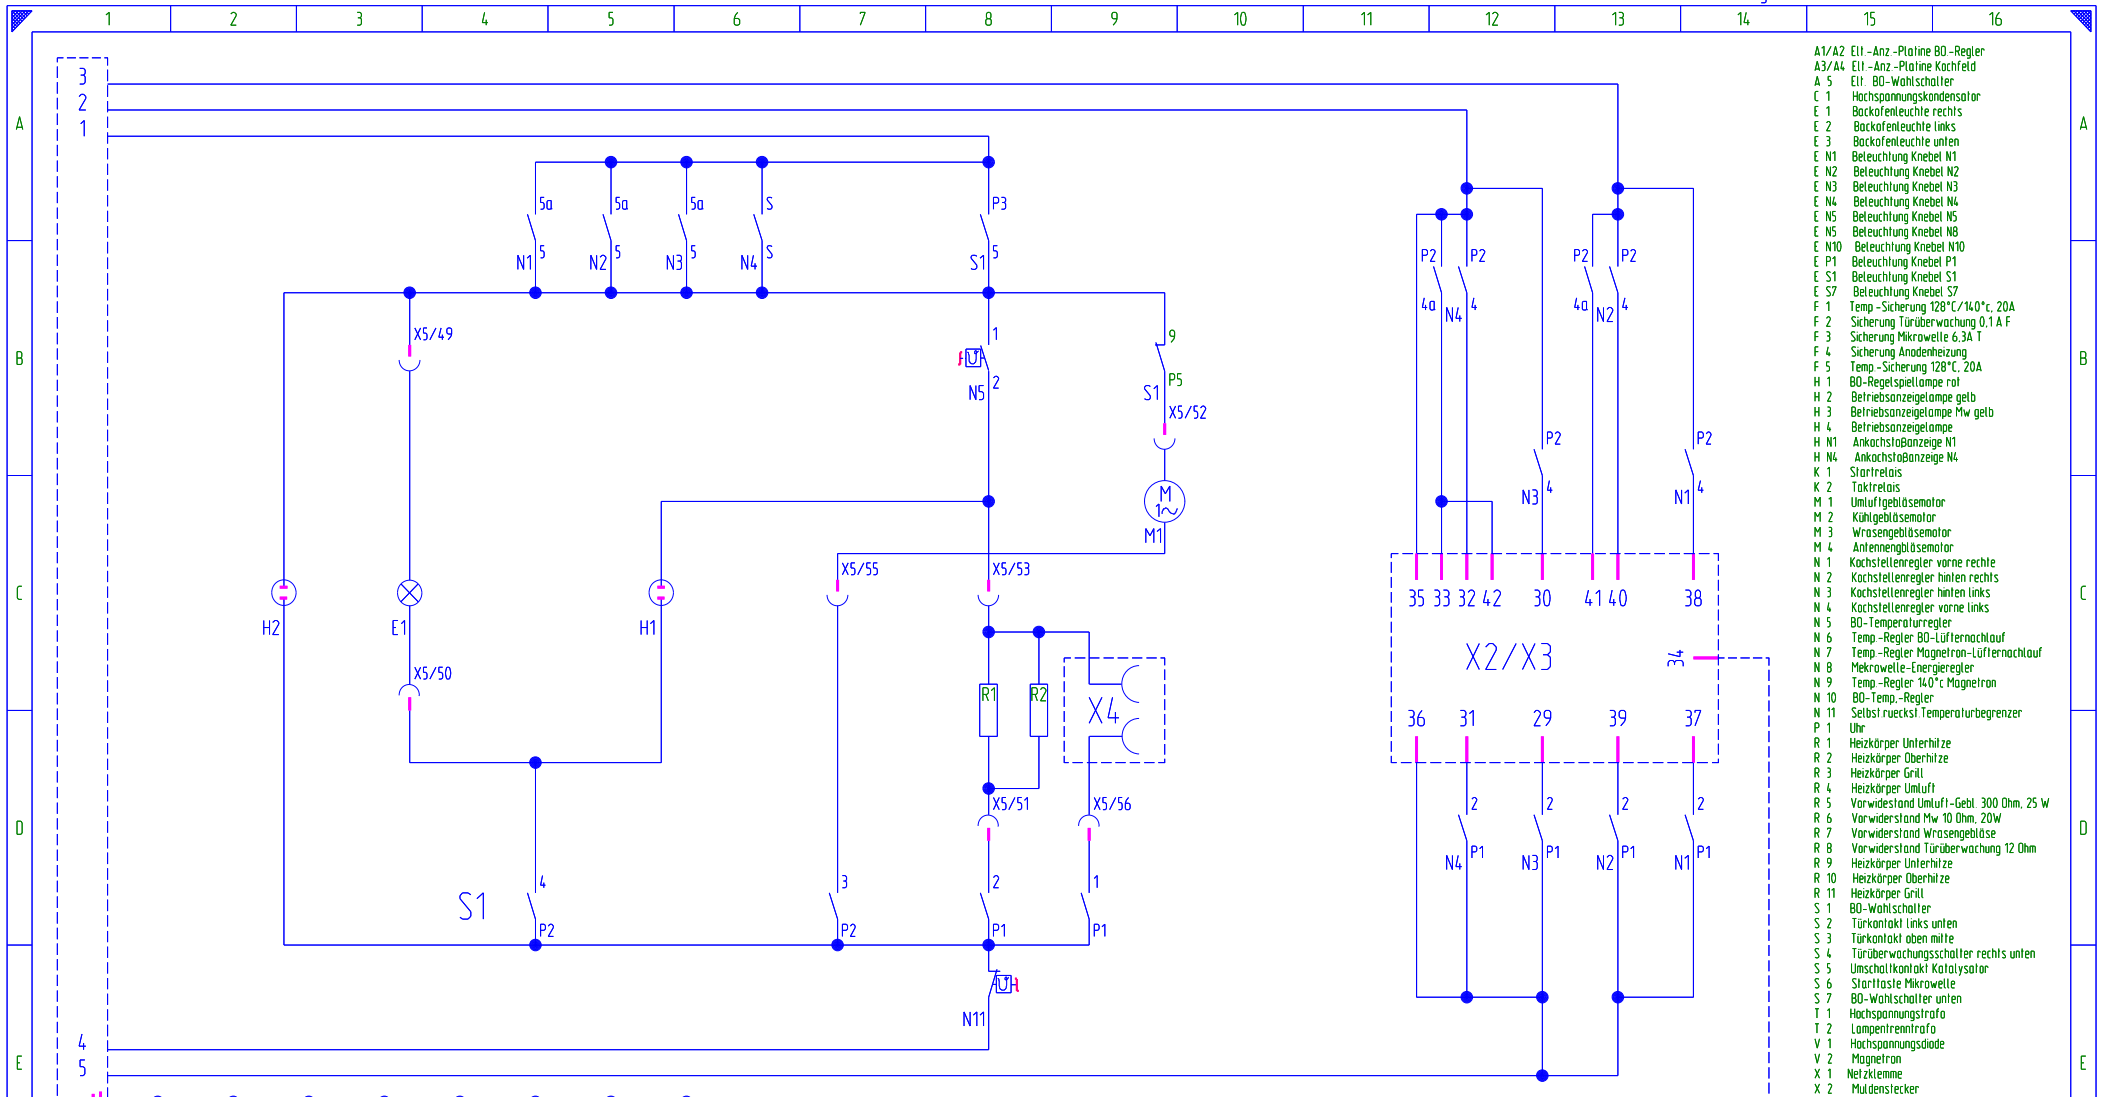 1 2 3 4 5 6 7 8 9 10 11 12 13 14 15 16
A A
B B
C C
D D
E E
3
2
1
5a 5a 5a S P3
5 5 5 S 5
N1 N2 N3 N4 S1
P2 P2 P2 P2
4a N4 4 4a N2 4
X5/49
1
2
N5
9
P5
S1
X5/52
P2 P2
N3 4 N1 4
M
1~
M1
X5/55 X5/53
H2 E1 H1
35 33 32 42 30 41 40 38
X2/X3
34
X5/50
R1 R2
X4
36 31 29 39 37
X5/51 X5/56
2 2 2 2
N4 P1 N3 P1 N2 P1 N1 P1
S1
4 3 2 1
P2 P2 P1 P1
N11
4
5
A1/A2 Elt.-Anz.-Platine BO.-Regler
A3/A4 Elt.-Anz.-Platine Kochfeld
A 5 Elt. BO-Wahlschalter
C 1 Hochspannungskondensator
E 1 Backofenleuchte rechts
E 2 Backofenleuchte links
E 3 Backofenleuchte unten
E N1 Beleuchtung Knebel N1
E N2 Beleuchtung Knebel N2
E N3 Beleuchtung Knebel N3
E N4 Beleuchtung Knebel N4
E N5 Beleuchtung Knebel N5
E N5 Beleuchtung Knebel N8
E N10 Beleuchtung Knebel N10
E P1 Beleuchtung Knebel P1
E S1 Beleuchtung Knebel S1
E S7 Beleuchtung Knebel S7
F 1 Temp.-Sicherung 128°C/140°c, 20A
F 2 Sicherung Türüberwachung 0,1 A F
F 3 Sicherung Mikrowelle 6,3A T
F 4 Sicherung Anodenheizung
F 5 Temp.-Sicherung 128°C, 20A
H 1 BO-Regelspiellampe rot
H 2 Betriebsanzeigelampe gelb
H 3 Betriebsanzeigelampe Mw gelb
H 4 Betriebsanzeigelampe
H N1 Ankochstoßanzeige N1
H N4 Ankochstoßanzeige N4
K 1 Startrelais
K 2 Taktrelais
M 1 Umluftgebläsemotor
M 2 Kühlgebläsemotor
M 3 Wrasengebläsemotor
M 4 Antennengbläsemotor
N 1 Kochstellenregler vorne rechte
N 2 Kochstellenregler hinten rechts
N 3 Kochstellenregler hinten links
N 4 Kochstellenregler vorne links
N 5 BO-Temperaturregler
N 6 Temp.-Regler BO-Lüfternachlauf
N 7 Temp.-Regler Magnetron-Lüfternachlauf
N 8 Mekrowelle-Energieregler
N 9 Temp.-Regler 140°c Magnetron
N 10 BO-Temp.-Regler
N 11 Selbst.rueckst.Temperaturbegrenzer
P 1 Uhr
R 1 Heizkörper Unterhitze
R 2 Heizkörper Oberhitze
R 3 Heizkörper Grill
R 4 Heizkörper Umluft
R 5 Vorwidestand Umluft-Gebl. 300 Ohm, 25 W
R 6 Vorwiderstand Mw 10 Ohm, 20W
R 7 Vorwiderstand Wrasengebläse
R 8 Vorwiderstand Türüberwachung 12 Ohm
R 9 Heizkörper Unterhitze
R 10 Heizkörper Oberhitze
R 11 Heizkörper Grill
S 1 BO-Wahlschalter
S 2 Türkontakt links unten
S 3 Türkontakt oben mitte
S 4 Türüberwachungsschalter rechts unten
S 5 Umschaltkontakt Katalysator
S 6 Starttaste Mikrowelle
S 7 BO-Wahlschalter unten
T 1 Hochspannungstrafo
T 2 Lampentrenntrafo
V 1 Hochspannungsdiode
V 2 Magnetron
X 1 Netzklemme
X 2 Muldenstecker